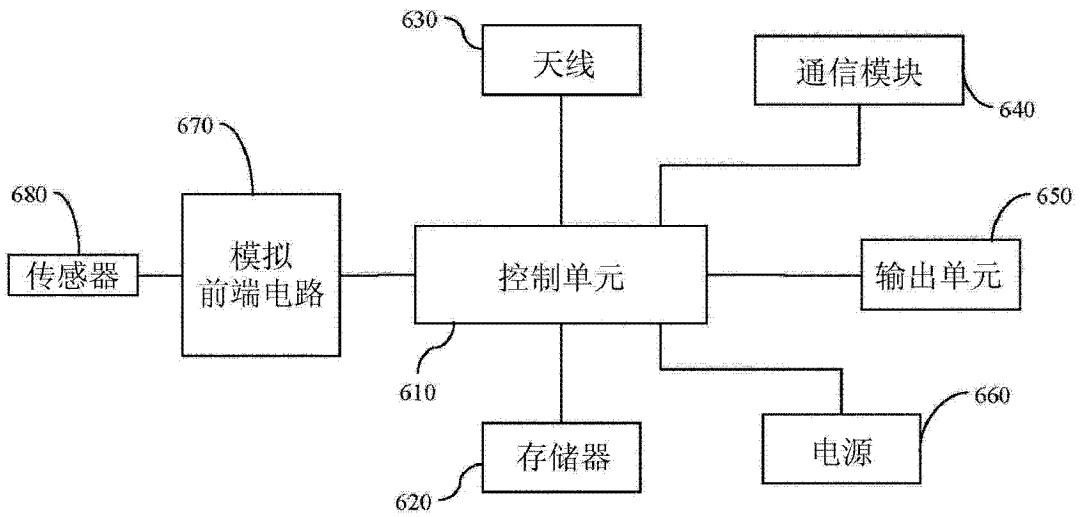 630
天线
通信模块
640
670
680
传感器
模拟
前端电路
控制单元
610
650
输出单元
620
存储器
660
电源